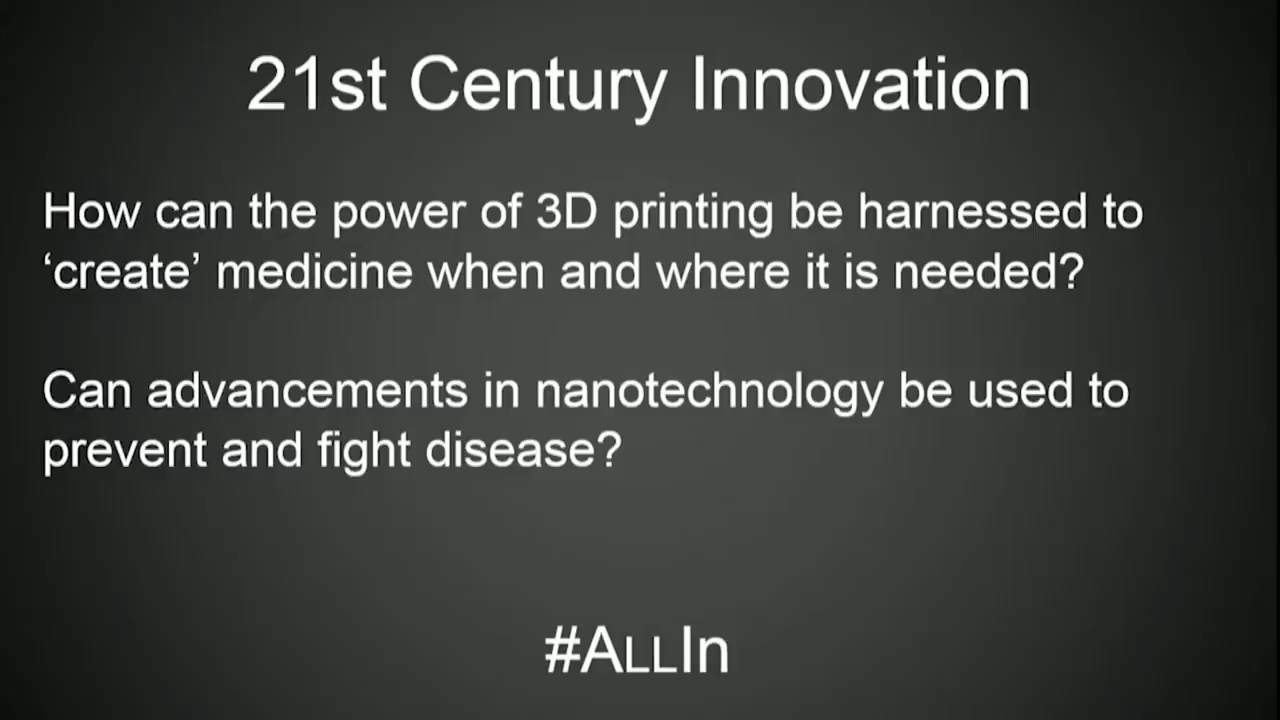 21st Century Innovation
How can the power of 3D printing be harnessed to
‘create’ medicine when and where it is needed?
Can advancements in nanotechnology be used to
prevent and fight disease?
#ALLIn